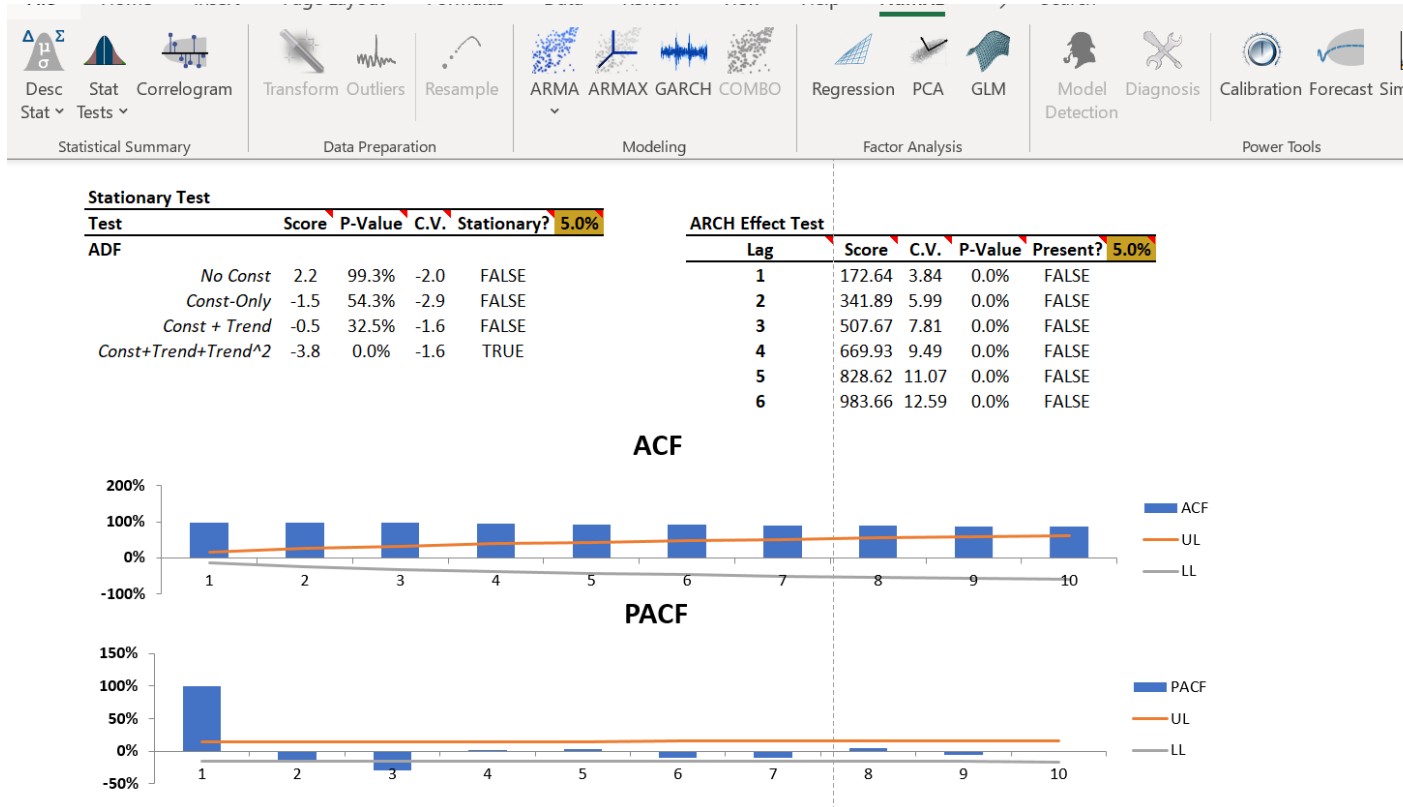 Desc Stat Correlogram Transform Outliers Resample ARMA ARMAX GARCH COMBO Regression PCA GLM Model Diagnosis Calibration Forecast Sim
Stat Tests Detection
Statistical Summary Data Preparation Modeling Factor Analysis Power Tools
Stationary Test
Test Score P-Value C.V. Stationary? 5.0%
ADF
No Const 2.2 99.3% -2.0 FALSE
Const-Only -1.5 54.3% -2.9 FALSE
Const + Trend -0.5 32.5% -1.6 FALSE
Const+Trend+Trend^2 -3.8 0.0% -1.6 TRUE
ARCH Effect Test
Lag Score C.V. P-Value Present? 5.0%
1 172.64 3.84 0.0% FALSE
2 341.89 5.99 0.0% FALSE
3 507.67 7.81 0.0% FALSE
4 669.93 9.49 0.0% FALSE
5 828.62 11.07 0.0% FALSE
6 983.66 12.59 0.0% FALSE
ACF
200%
100%
0%
-100%
1 2 3 4 5 6 7 8 9 10
ACF
UL
LL
PACF
150%
100%
50%
0%
-50%
1 2 3 4 5 6 7 8 9 10
PACF
UL
LL